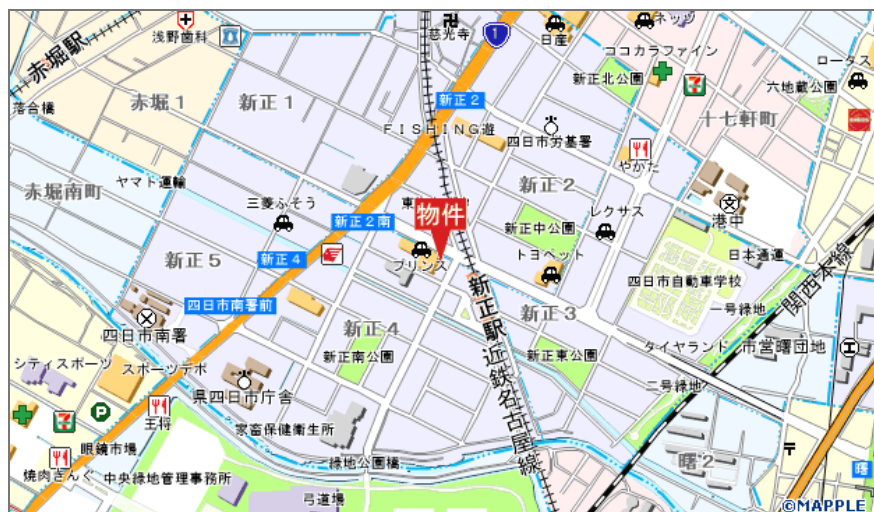 赤堀駅
浅野歯科
慈光寺
1
日産
ネッツ
ココカラファイン
ロータス
落合橋
赤堀1
新正1
新正2
FISHING遊
新正北公園
六地蔵公園
十七軒町
四日市労基署
やがた
赤堀南町
ヤマト運輸
三菱ふそう
新正2南
東
物件
新正2
新正中公園
レクサス
港中
新正5
新正4
プリンス
トヨペット
日本通運
四日市自動車学校
関西本線
四日市南署前
四日市南署
新正4
新正駅
新正3
一号緑地
シティスポーツ
スポーツデポ
新正南公園
近鉄名古屋線
新正東公園
タイヤランド
市営曙団地
県四日市庁舎
二号緑地
王将
家畜保健衛生所
眼鏡市場
緑地公園橋
曙2
曙
焼肉きんぐ
中央緑地管理事務所
弓道場
©MAPPLE